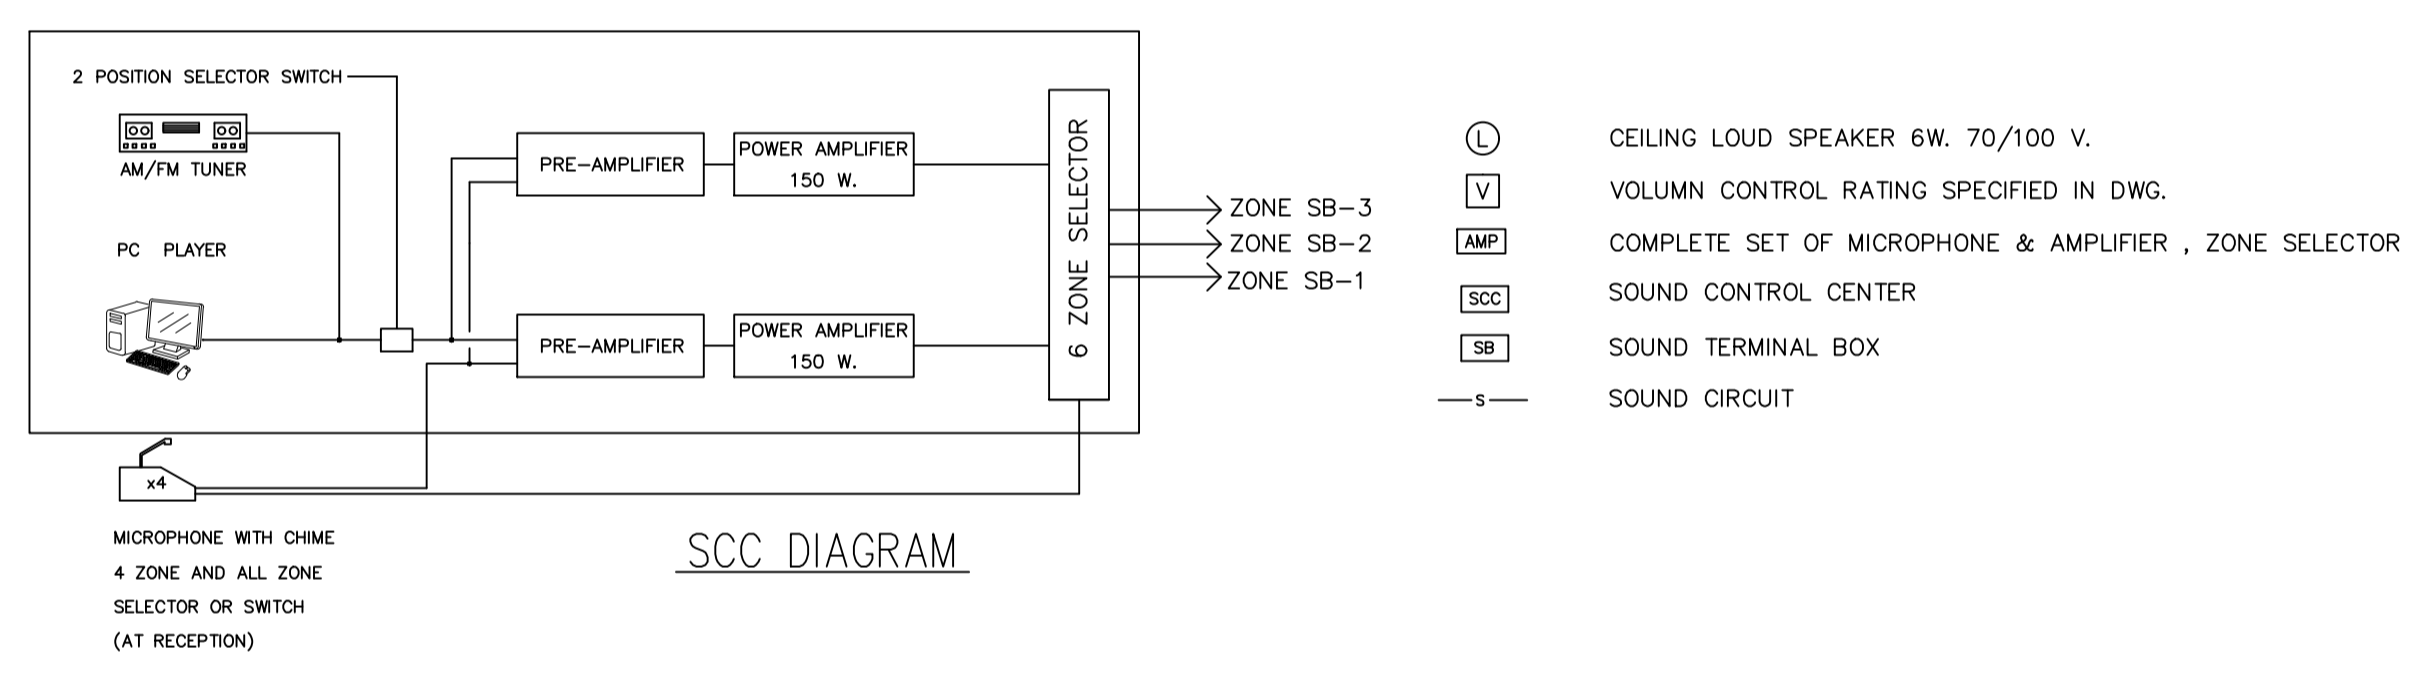 2 POSITION SELECTOR SWITCH
AM/FM TUNER
PC PLAYER
PRE-AMPLIFIER
POWER AMPLIFIER
150 W.
PRE-AMPLIFIER
POWER AMPLIFIER
150 W.
6 ZONE SELECTOR
ZONE SB-3
ZONE SB-2
ZONE SB-1
x4
MICROPHONE WITH CHIME
4 ZONE AND ALL ZONE
SELECTOR OR SWITCH
(AT RECEPTION)
SCC DIAGRAM
L CEILING LOUD SPEAKER 6W. 70/100 V.
V VOLUMN CONTROL RATING SPECIFIED IN DWG.
AMP COMPLETE SET OF MICROPHONE & AMPLIFIER , ZONE SELECTOR
SCC SOUND CONTROL CENTER
SB SOUND TERMINAL BOX
S SOUND CIRCUIT